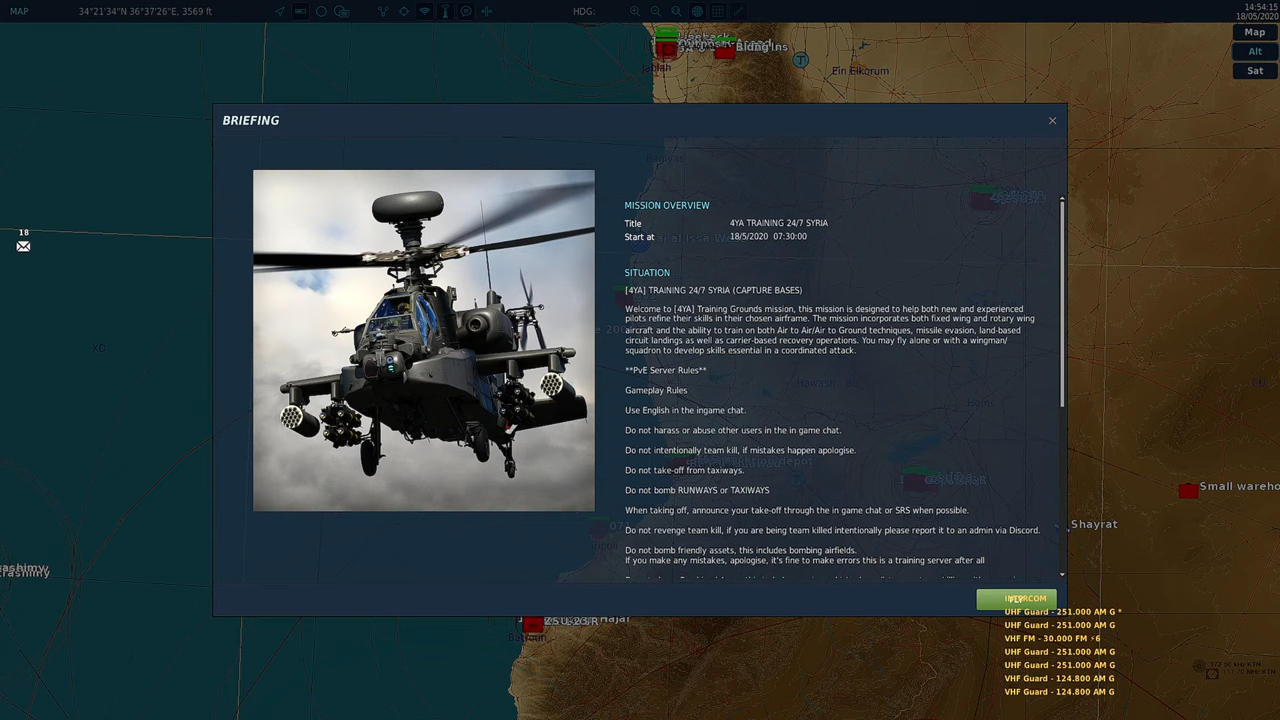 MAP
34°21'34"N 36°37'26"E, 3569 ft
HDG:
14:54:15
18/05/2020
Map
Alt
Sat
Bldng Ins
Jablah
Ein Elkorum
BRIEFING
18
MISSION OVERVIEW
Title 4YA TRAINING 24/7 SYRIA
Start at 18/5/2020 07:30:00
SITUATION
[4YA] TRAINING 24/7 SYRIA (CAPTURE BASES)
Welcome to [4YA] Training Grounds mission, this mission is designed to help both new and experienced
pilots refine their skills in their chosen airframe. The mission incorporates both fixed wing and rotary wing
aircraft and the ability to train on both Air to Air/Air to Ground techniques, missile evasion, land-based
circuit landings as well as carrier-based recovery operations. You may fly alone or with a wingman/
squadron to develop skills essential in a coordinated attack.
**PvE Server Rules**
Gameplay Rules
Use English in the ingame chat.
Do not harass or abuse other users in the in game chat.
Do not intentionally team kill, if mistakes happen apologise.
Do not take-off from taxiways.
Do not bomb RUNWAYS or TAXIWAYS
When taking off, announce your take-off through the in game chat or SRS when possible.
Do not revenge team kill, if you are being team killed intentionally please report it to an admin via Discord.
Do not bomb friendly assets, this includes bombing airfields.
If you make any mistakes, apologise, it's fine to make errors this is a training server after all
Small wareho
Shayrat
FLY
INTERCOM
UHF Guard - 251.000 AM G *
UHF Guard - 251.000 AM G
VHF FM - 30.000 FM ⚡6
UHF Guard - 251.000 AM G
UHF Guard - 251.000 AM G
VHF Guard - 124.800 AM G
VHF Guard - 124.800 AM G
Hajar
Batroun